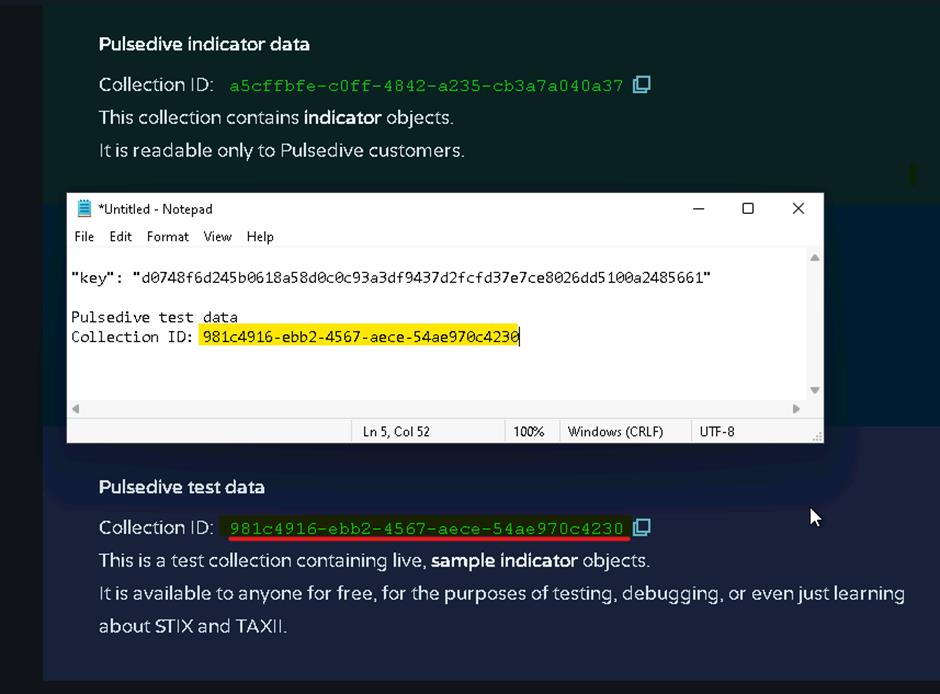 Pulsedive indicator data
Collection ID: a5cffbfe-c0ff-4842-a235-cb3a7a040a37
This collection contains indicator objects.
It is readable only to Pulsedive customers.
*Untitled - Notepad
File Edit Format View Help
"key": "d0748f6d245b0618a58d0c0c93a3df9437d2fcfd37e7ce8026dd5100a2485661"
Pulsedive test data
Collection ID: 981c4916-ebb2-4567-aece-54ae970c4230
Ln 5, Col 52 100% Windows (CRLF) UTF-8
Pulsedive test data
Collection ID: 981c4916-ebb2-4567-aece-54ae970c4230
This is a test collection containing live, sample indicator objects.
It is available to anyone for free, for the purposes of testing, debugging, or even just learning
about STIX and TAXII.